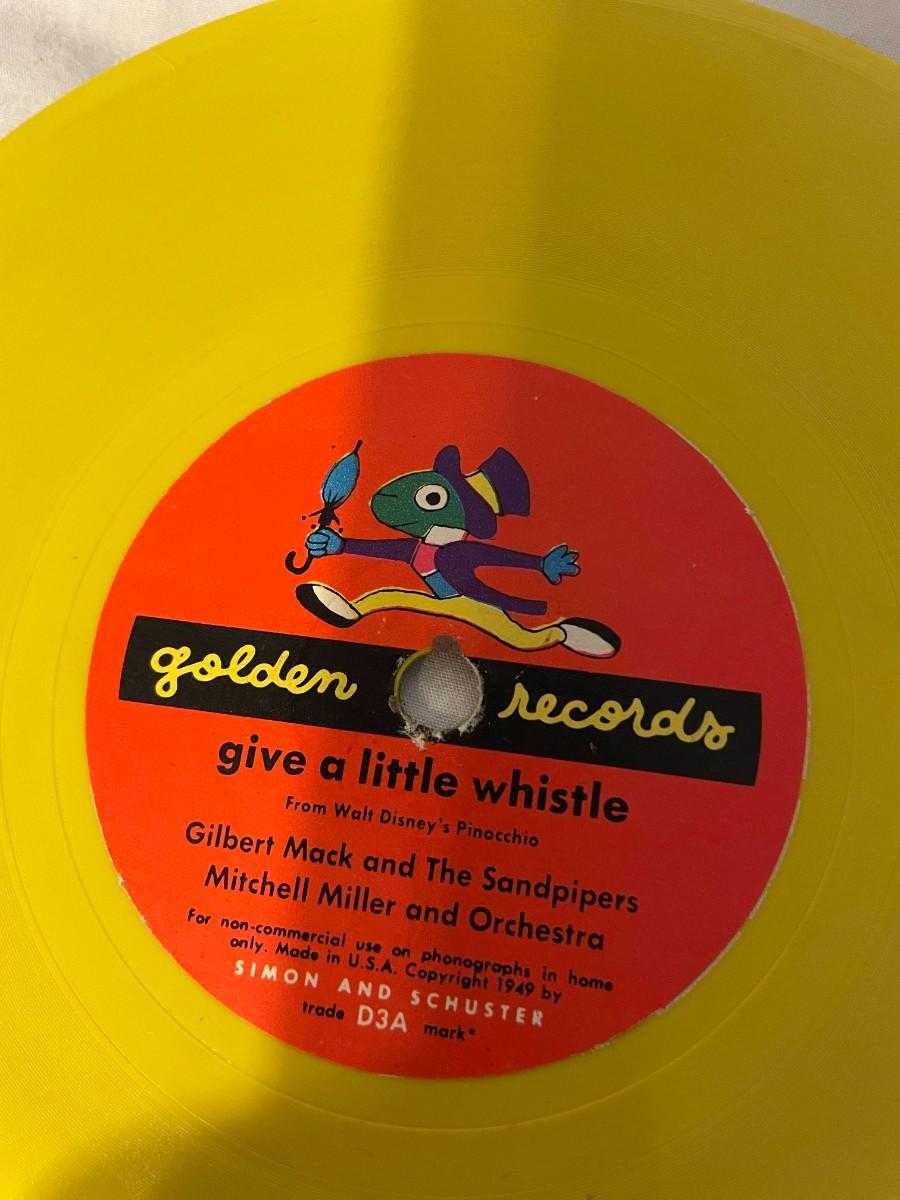 golden records
give a little whistle
From Walt Disney's Pinocchio
Gilbert Mack and The Sandpipers
Mitchell Miller and Orchestra
For non-commercial use on phonographs in home
only. Made in U.S.A. Copyright 1949 by
SIMON AND SCHUSTER
trade D3A mark*